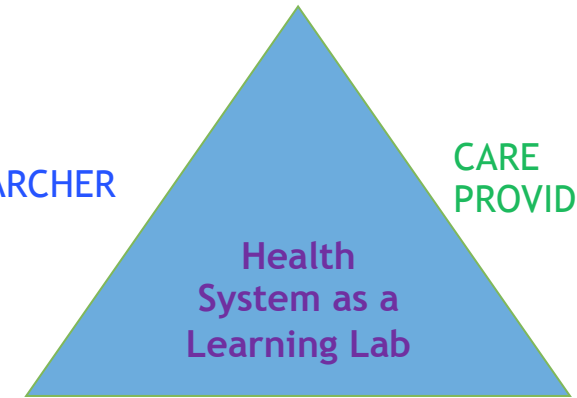 ARCHER
CARE
PROVID
Health
System as a
Learning Lab